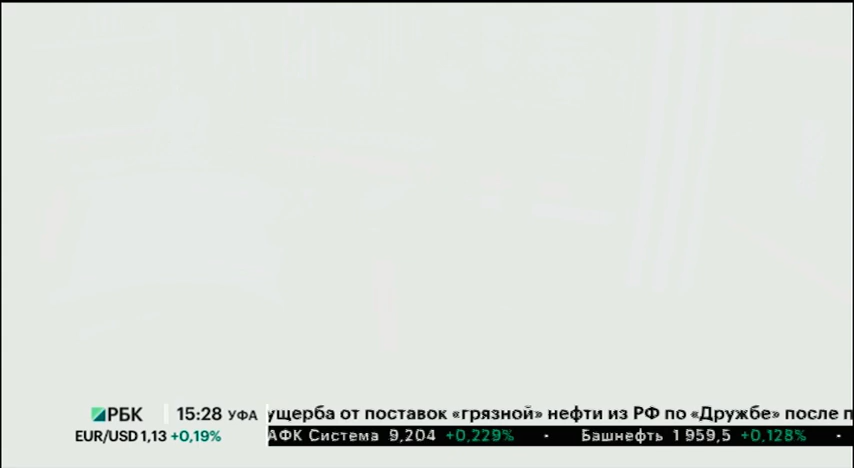 РБК 15:28 УФА ущерба от поставок «грязной» нефти из РФ по «Дружбе» после п
EUR/USD 1,13 +0,19% АФК Система 9,204 +0,229% • Башнефть 1 959,5 +0,128% •